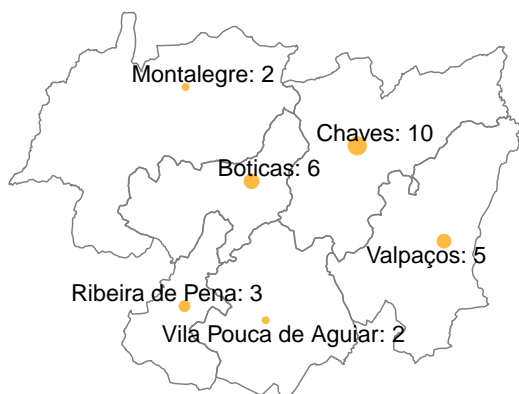 Montalegre: 2
Chaves: 10
Boticas: 6
Valpaços: 5
Ribeira de Pena: 3
Vila Pouca de Aguiar: 2